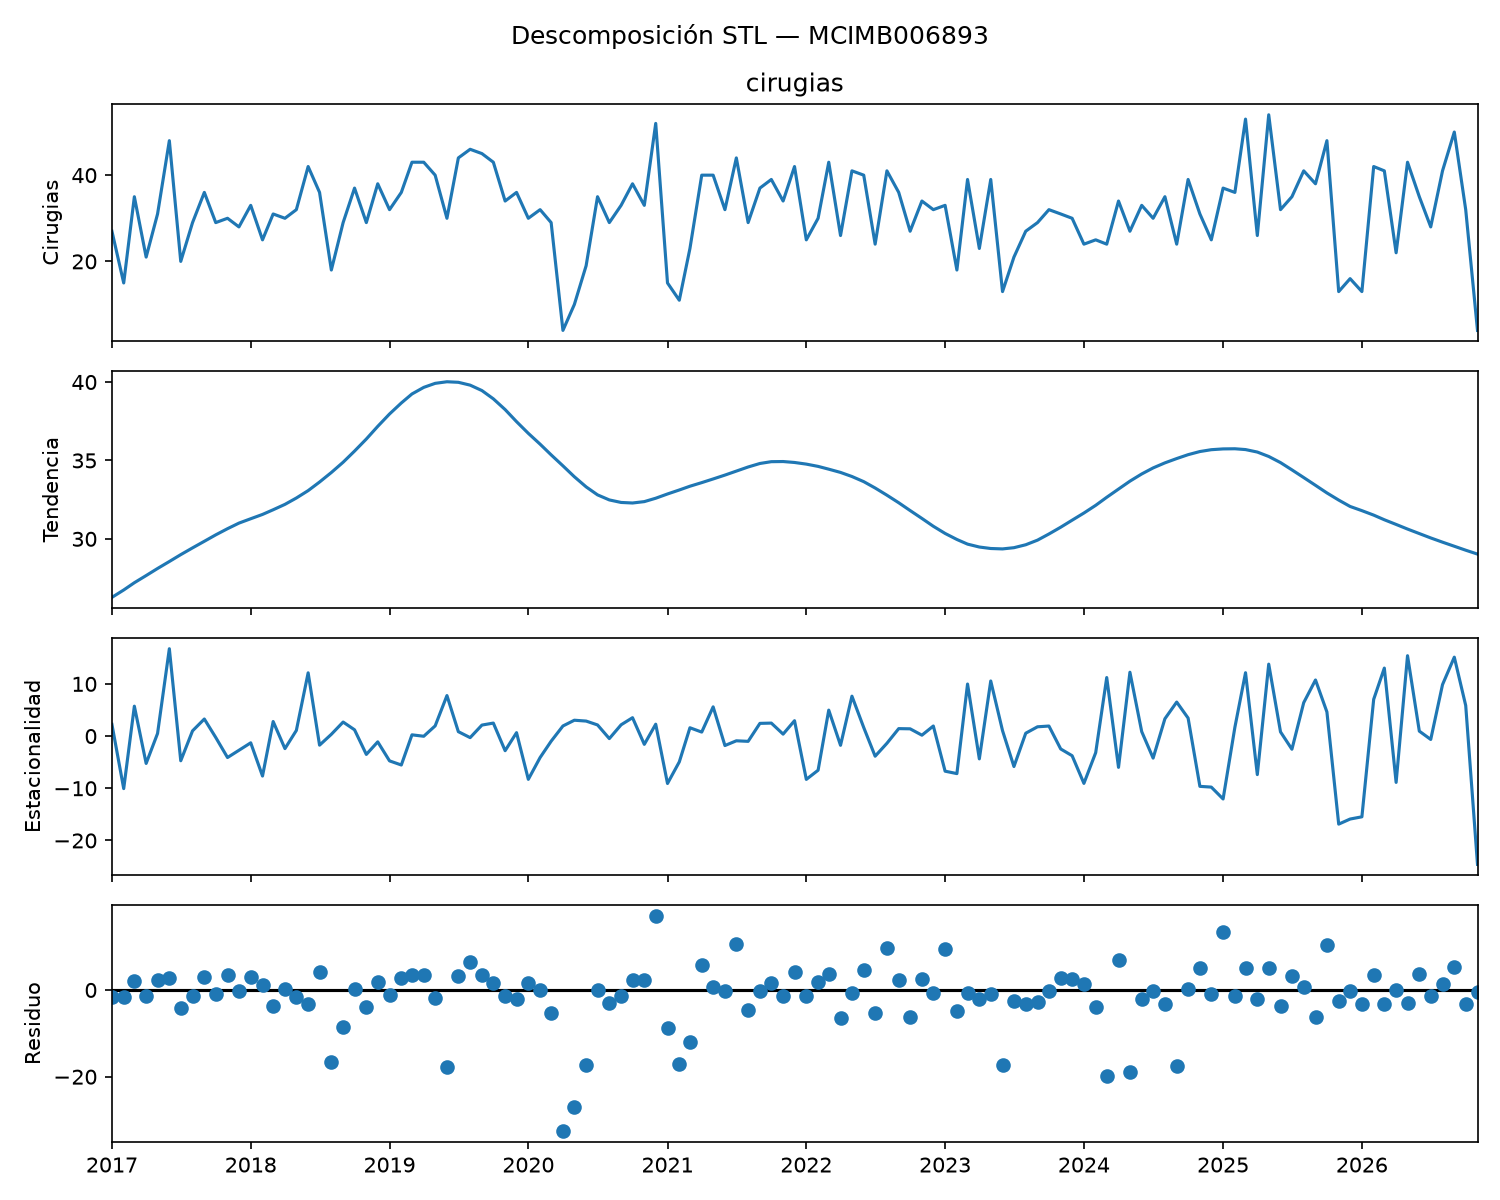 Descomposición STL — MCIMB006893
cirugias
Cirugias
40
20
Tendencia
40
35
30
Estacionalidad
10
0
−10
−20
Residuo
0
−20
2017 2018 2019 2020 2021 2022 2023 2024 2025 2026